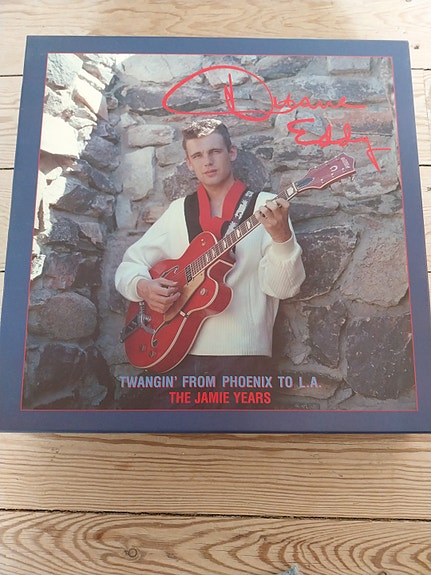 Duane
Eddy
TWANGIN' FROM PHOENIX TO L.A.
THE JAMIE YEARS